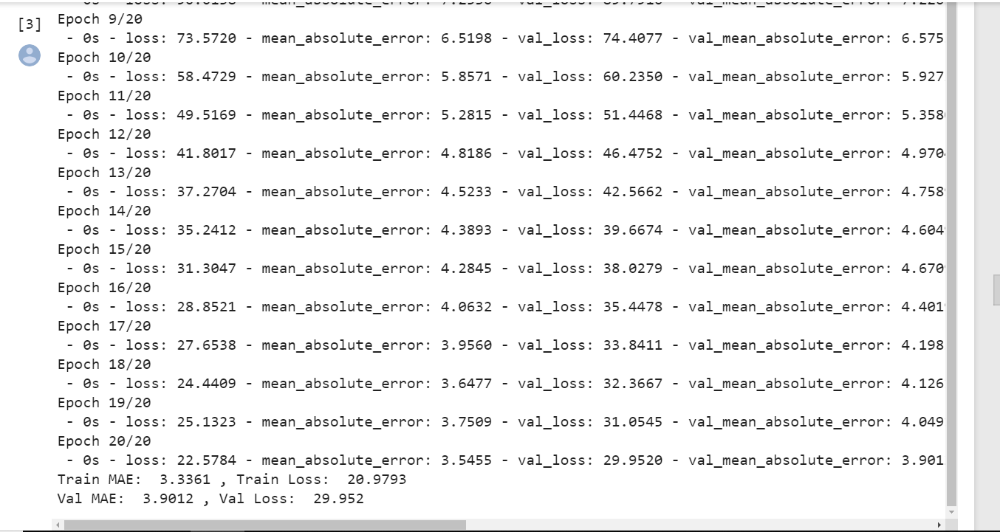 [3]
Epoch 9/20
- 0s - loss: 73.5720 - mean_absolute_error: 6.5198 - val_loss: 74.4077 - val_mean_absolute_error: 6.575
Epoch 10/20
- 0s - loss: 58.4729 - mean_absolute_error: 5.8571 - val_loss: 60.2350 - val_mean_absolute_error: 5.927
Epoch 11/20
- 0s - loss: 49.5169 - mean_absolute_error: 5.2815 - val_loss: 51.4468 - val_mean_absolute_error: 5.358
Epoch 12/20
- 0s - loss: 41.8017 - mean_absolute_error: 4.8186 - val_loss: 46.4752 - val_mean_absolute_error: 4.970
Epoch 13/20
- 0s - loss: 37.2704 - mean_absolute_error: 4.5233 - val_loss: 42.5662 - val_mean_absolute_error: 4.758
Epoch 14/20
- 0s - loss: 35.2412 - mean_absolute_error: 4.3893 - val_loss: 39.6674 - val_mean_absolute_error: 4.604
Epoch 15/20
- 0s - loss: 31.3047 - mean_absolute_error: 4.2845 - val_loss: 38.0279 - val_mean_absolute_error: 4.670
Epoch 16/20
- 0s - loss: 28.8521 - mean_absolute_error: 4.0632 - val_loss: 35.4478 - val_mean_absolute_error: 4.401
Epoch 17/20
- 0s - loss: 27.6538 - mean_absolute_error: 3.9560 - val_loss: 33.8411 - val_mean_absolute_error: 4.198
Epoch 18/20
- 0s - loss: 24.4409 - mean_absolute_error: 3.6477 - val_loss: 32.3667 - val_mean_absolute_error: 4.126
Epoch 19/20
- 0s - loss: 25.1323 - mean_absolute_error: 3.7509 - val_loss: 31.0545 - val_mean_absolute_error: 4.049
Epoch 20/20
- 0s - loss: 22.5784 - mean_absolute_error: 3.5455 - val_loss: 29.9520 - val_mean_absolute_error: 3.901
Train MAE:  3.3361 , Train Loss:  20.9793
Val MAE:  3.9012 , Val Loss:  29.952